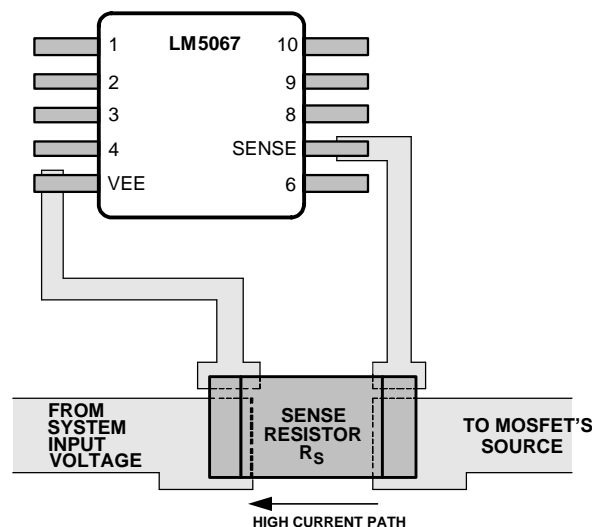 LM5067
1
10
2
9
3
8
4
SENSE
VEE
6
FROM
SYSTEM
INPUT
VOLTAGE
SENSE
RESISTOR
RS
TO MOSFET'S
SOURCE
HIGH CURRENT PATH